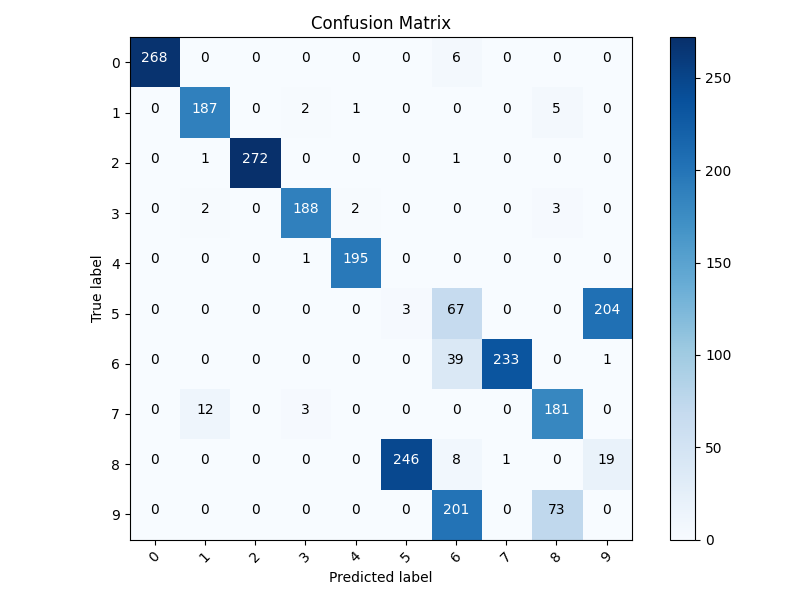 Confusion Matrix
0 268 0 0 0 0 0 6 0 0 0
1 0 187 0 2 1 0 0 0 5 0
2 0 1 272 0 0 0 1 0 0 0
3 0 2 0 188 2 0 0 0 3 0
4 0 0 0 1 195 0 0 0 0 0
5 0 0 0 0 0 3 67 0 0 204
6 0 0 0 0 0 0 39 233 0 1
7 0 12 0 3 0 0 0 0 181 0
8 0 0 0 0 0 246 8 1 0 19
9 0 0 0 0 0 0 201 0 73 0
0 1 2 3 4 5 6 7 8 9
True label
Predicted label
250
200
150
100
50
0